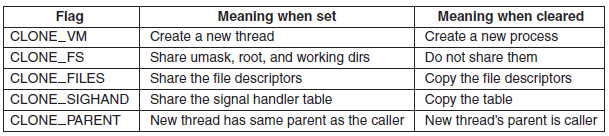 Flag Meaning when set Meaning when cleared
CLONE_VM Create a new thread Create a new process
CLONE_FS Share umask, root, and working dirs Do not share them
CLONE_FILES Share the file descriptors Copy the file descriptors
CLONE_SIGHAND Share the signal handler table Copy the table
CLONE_PARENT New thread has same parent as the caller New thread's parent is caller